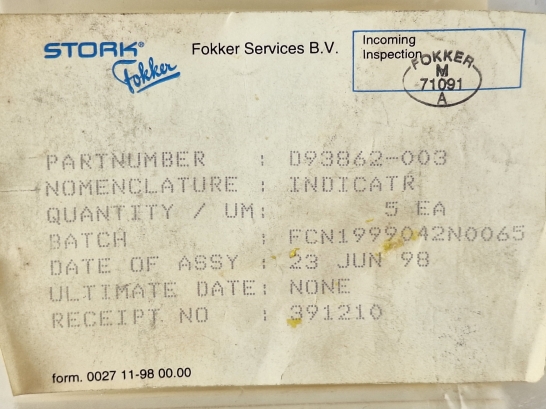 STORK®
Fokker
Fokker Services B.V.
Incoming
Inspection
FOKKER
M
71091
A
PARTNUMBER : D93862-003
NOMENCLATURE : INDICATR
QUANTITY / UM: 5 EA
BATCH : FCN1999042N0065
DATE OF ASSY : 23 JUN 98
ULTIMATE DATE: NONE
RECEIPT NO : 391210
form. 0027 11-98 00.00